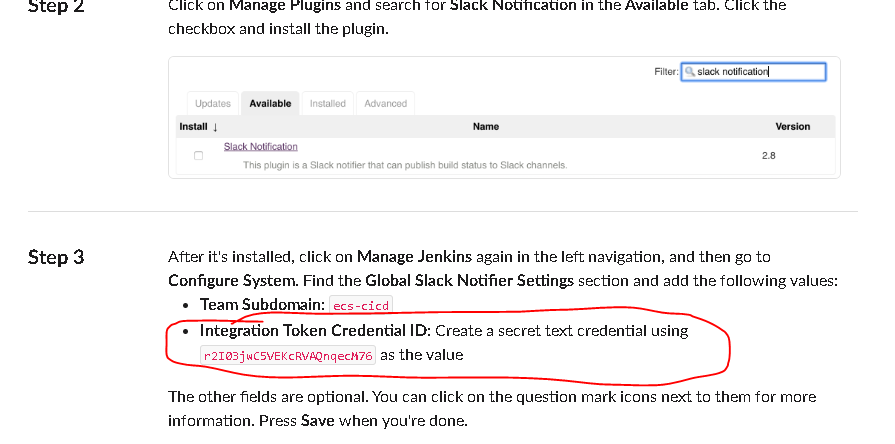 Step 2
Click on Manage Plugins and search for Slack Notification in the Available tab. Click the
checkbox and install the plugin.
Filter: slack notification
Updates Available Installed Advanced
Install ↓ Name Version
Slack Notification
This plugin is a Slack notifier that can publish build status to Slack channels.
2.8
Step 3
After it's installed, click on Manage Jenkins again in the left navigation, and then go to
Configure System. Find the Global Slack Notifier Settings section and add the following values:
• Team Subdomain: ecs-cicd
• Integration Token Credential ID: Create a secret text credential using
r2I03jwC5VEKcRVAQnqecM76 as the value
The other fields are optional. You can click on the question mark icons next to them for more
information. Press Save when you're done.